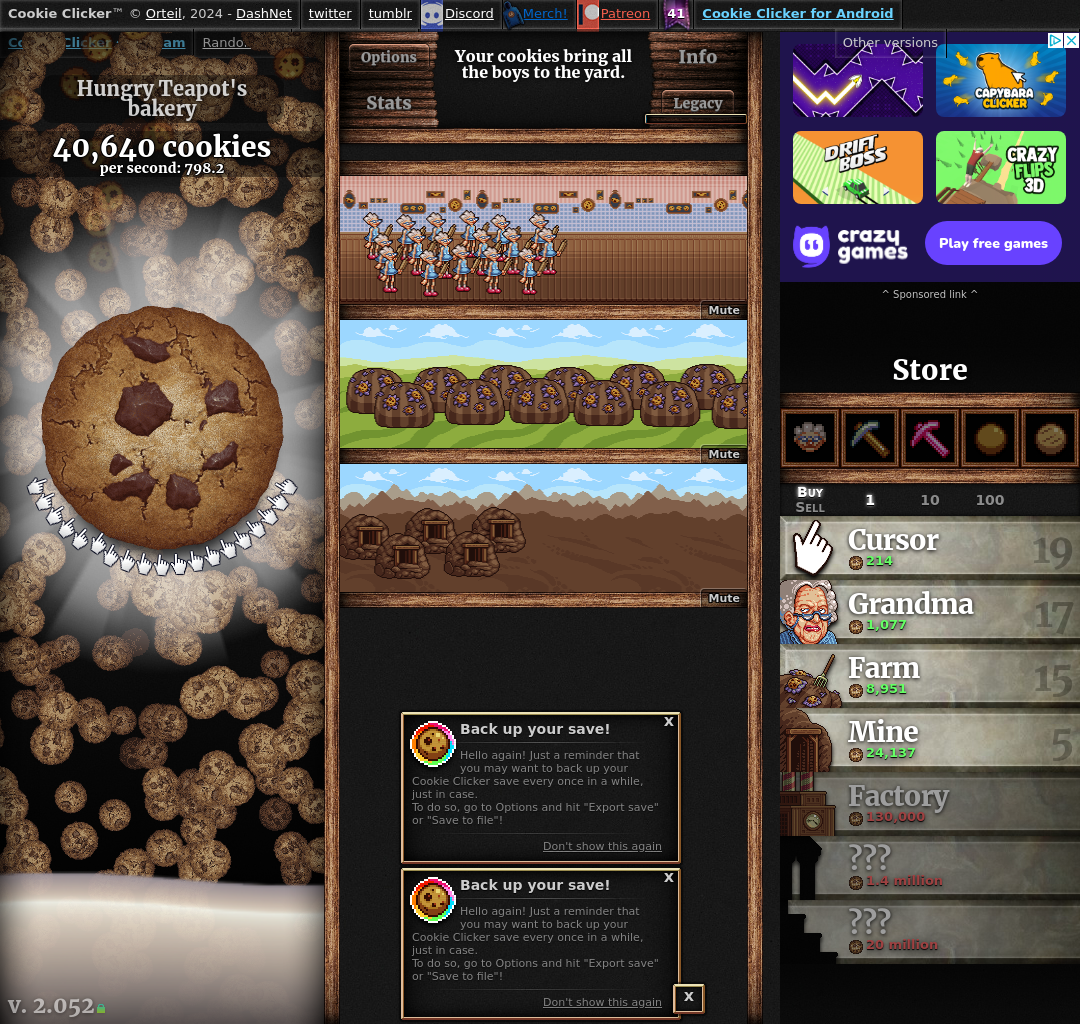 Cookie Clicker™ © Orteil, 2024 - DashNet
twitter
tumblr
Discord
Merch!
Patreon
41
Cookie Clicker for Android
Rando.
Other versions
Hungry Teapot's
bakery
40,640 cookies
per second: 798.2
v. 2.052
Options
Stats
Your cookies bring all
the boys to the yard.
Info
Legacy
Mute
Mute
Mute
Back up your save!
x
Hello again! Just a reminder that
you may want to back up your
Cookie Clicker save every once in a while,
just in case.
To do so, go to Options and hit "Export save"
or "Save to file"!
Don't show this again
Back up your save!
x
Hello again! Just a reminder that
you may want to back up your
Cookie Clicker save every once in a while,
just in case.
To do so, go to Options and hit "Export save"
or "Save to file"!
Don't show this again
x
CAPYBARA
CLICKER
DRIFT
BOSS
CRAZY
FLIPS
3D
crazy
games
Play free games
^ Sponsored link ^
Store
Buy
Sell
1
10
100
Cursor
214
19
Grandma
1,077
17
Farm
8,951
15
Mine
24,137
5
Factory
130,000
???
1.4 million
???
20 million